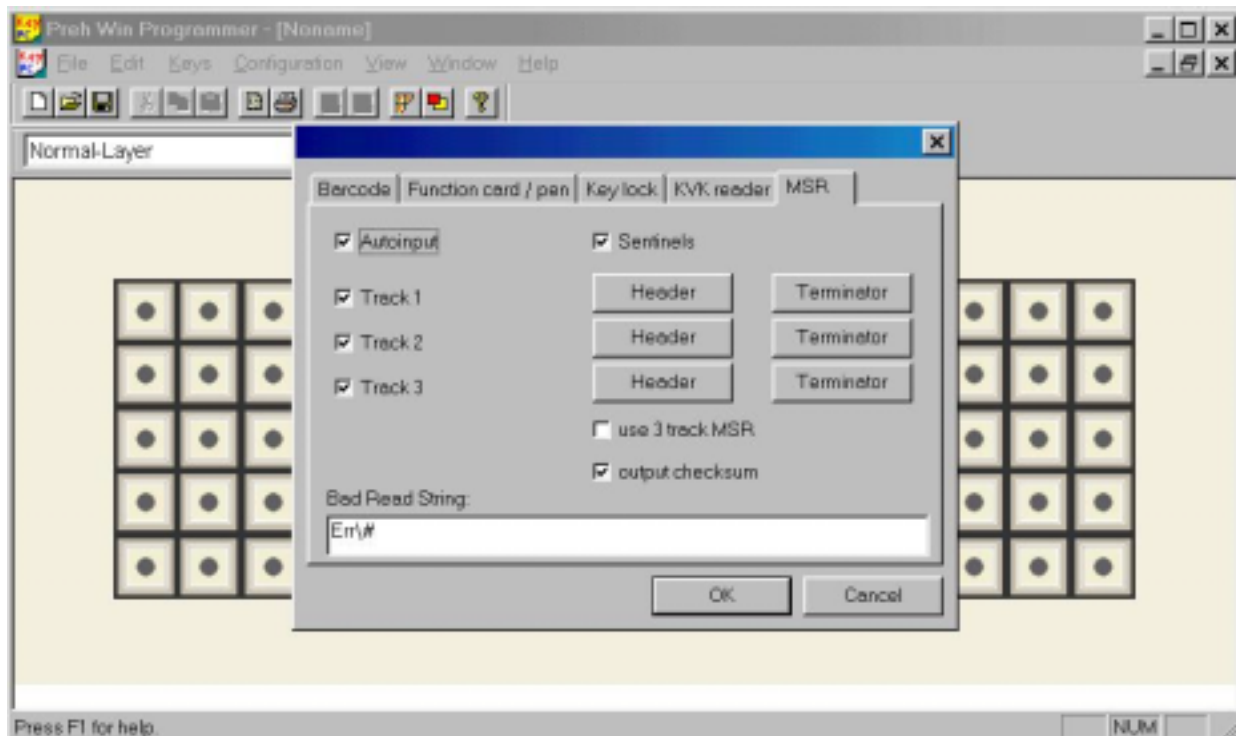 Preh Win Programmer - [Noname]
File Edit Keys Configuration View Window Help
Normal-Layer
Barcode Function card / pen Key lock KVK reader MSR
Autoinput Sentinels
Track 1 Header Terminator
Track 2 Header Terminator
Track 3 Header Terminator
use 3 track MSR
output checksum
Bad Read String:
Err\#
OK Cancel
Press F1 for help. NUM